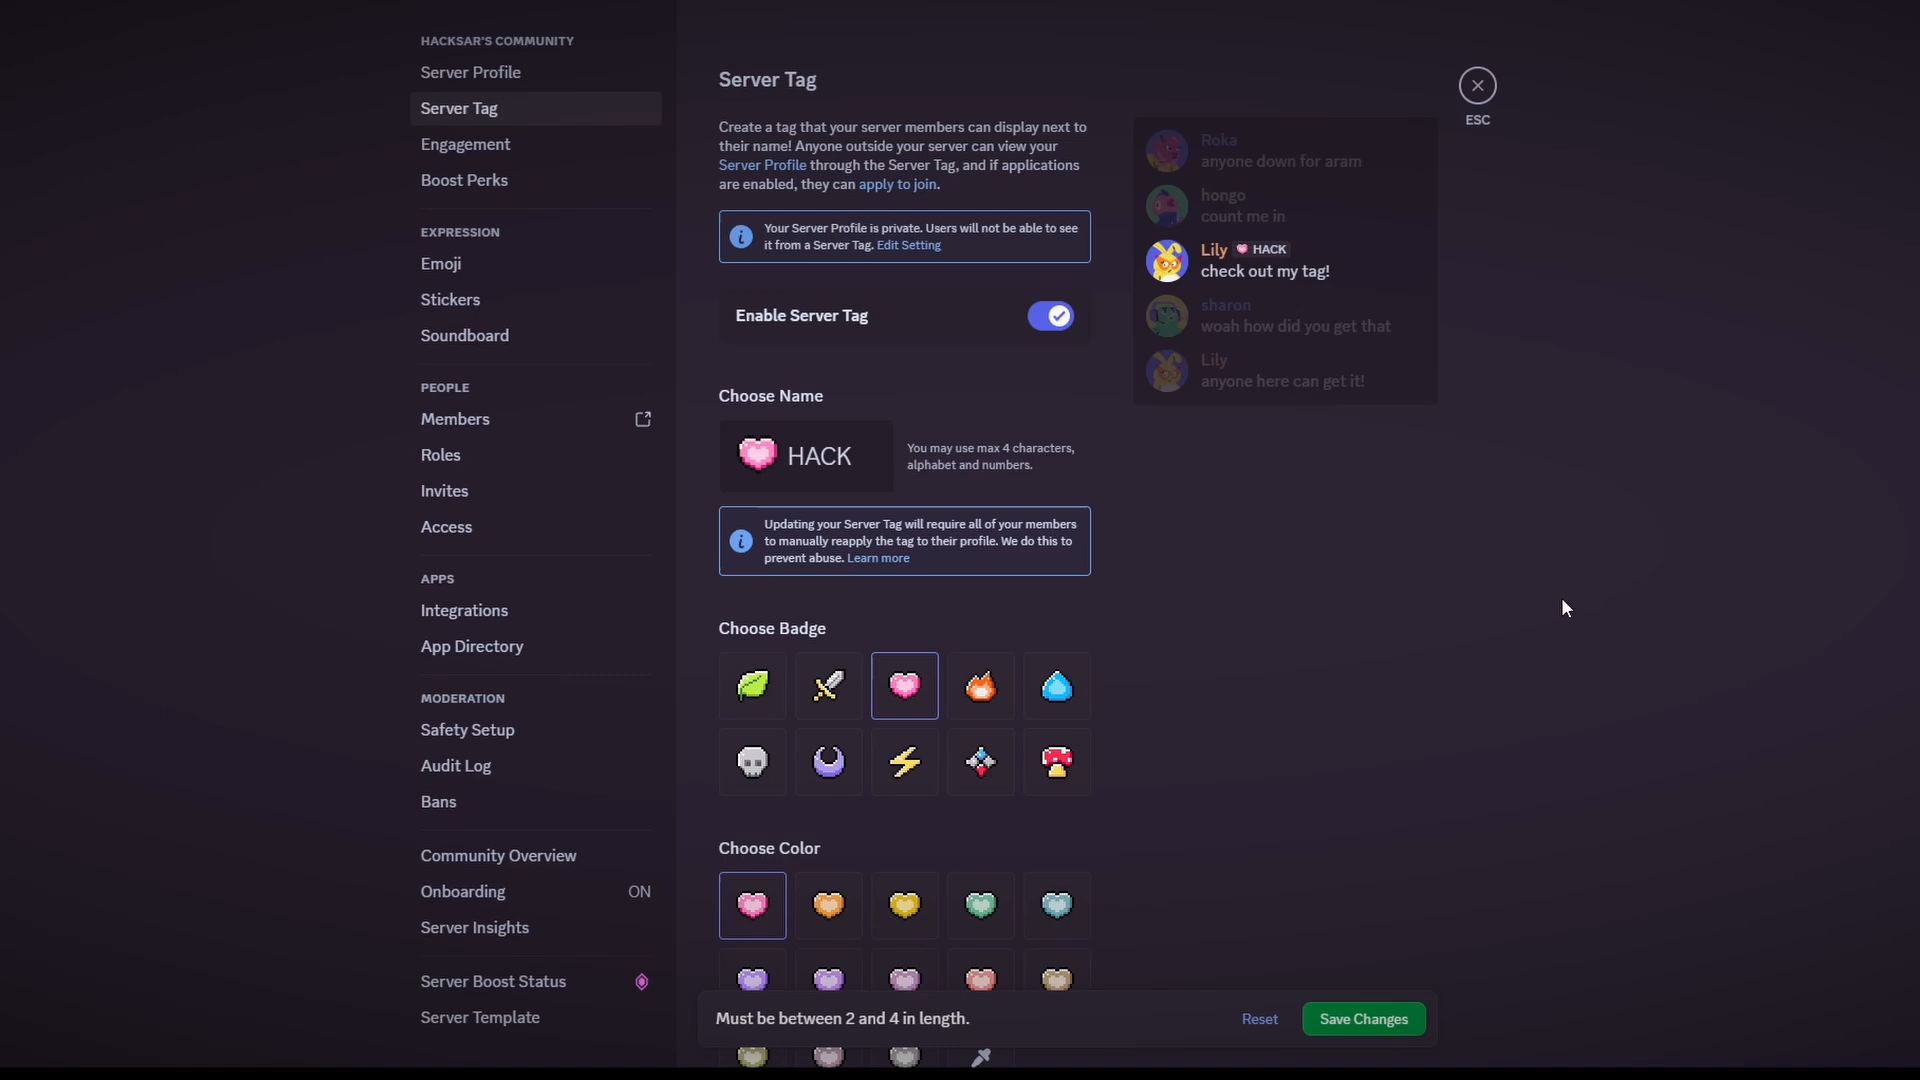 HACKSAR'S COMMUNITY
Server Profile
Server Tag
Engagement
Boost Perks
EXPRESSION
Emoji
Stickers
Soundboard
PEOPLE
Members
Roles
Invites
Access
APPS
Integrations
App Directory
MODERATION
Safety Setup
Audit Log
Bans
Community Overview
Onboarding ON
Server Insights
Server Boost Status
Server Template
Server Tag
Create a tag that your server members can display next to
their name! Anyone outside your server can view your
Server Profile through the Server Tag, and if applications
are enabled, they can apply to join.
Your Server Profile is private. Users will not be able to see
it from a Server Tag. Edit Setting
Enable Server Tag
Choose Name
HACK
You may use max 4 characters,
alphabet and numbers.
Updating your Server Tag will require all of your members
to manually reapply the tag to their profile. We do this to
prevent abuse. Learn more
Choose Badge
Choose Color
Must be between 2 and 4 in length.
Reset
Save Changes
Roka
anyone down for aram
hongo
count me in
Lily HACK
check out my tag!
sharon
woah how did you get that
Lily
anyone here can get it!
ESC